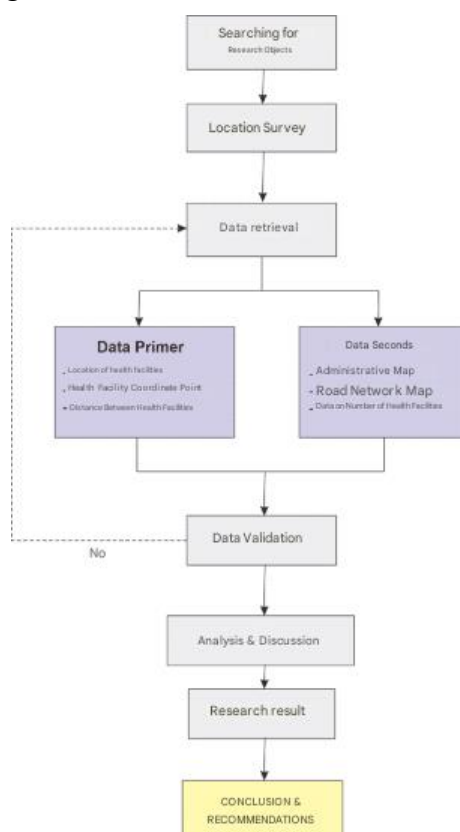 Searching for
Research Objects
Location Survey
Data retrieval
Data Primer
- Location of health facilities
- Health Facility Coordinate Point
- Distance Between Health Facilities
Data Seconds
- Administrative Map
- Road Network Map
- Data on Number of Health Facilities
Data Validation
No
Analysis & Discussion
Research result
CONCLUSION &
RECOMMENDATIONS